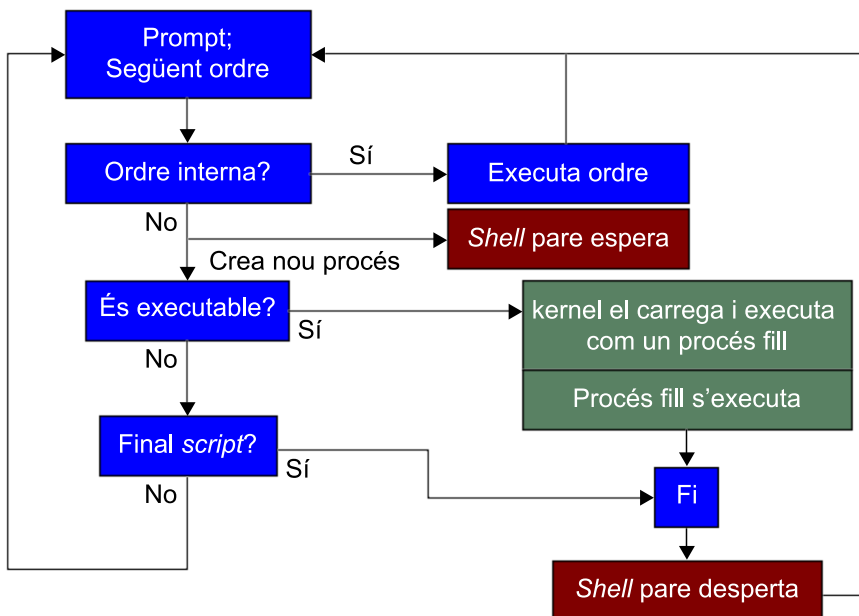 Prompt;
Següent ordre
Ordre interna?
Sí
Executa ordre
No
Shell pare espera
Crea nou procés
És executable?
Sí
kernel el carrega i executa
com un procés fill
No
Procés fill s’executa
Final script?
Sí
No
Fi
Shell pare desperta